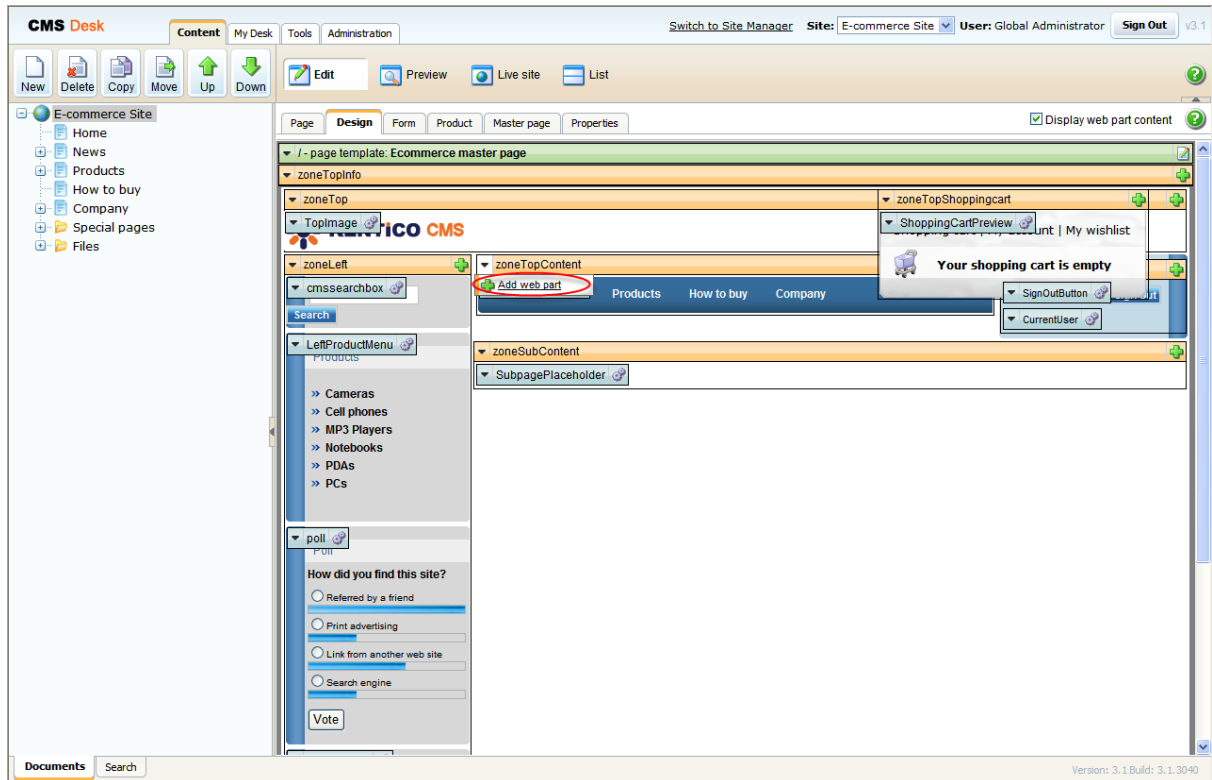 CMS Desk
Content My Desk Tools Administration
Switch to Site Manager Site: E-commerce Site User: Global Administrator Sign Out v3.1
New Delete Copy Move Up Down
Edit Preview Live site List
E-commerce Site
Home
News
Products
How to buy
Company
Special pages
Files
Page Design Form Product Master page Properties
Display web part content
/ - page template: Ecommerce master page
zoneTopInfo
zoneTop
zoneTopShoppingcart
TopImage
CMS
ShoppingCartPreview
| My wishlist
Your shopping cart is empty
zoneLeft
zoneTopContent
cmssearchbox
Add web part
Products How to buy Company
Search
SignOutButton
CurrentUser
LeftProductMenu
Products
zoneSubContent
SubpagePlaceholder
» Cameras
» Cell phones
» MP3 Players
» Notebooks
» PDAs
» PCs
poll
Poll
How did you find this site?
Referred by a friend
Print advertising
Link from another web site
Search engine
Vote
Documents Search
Version: 3.1 Build: 3.1.3040